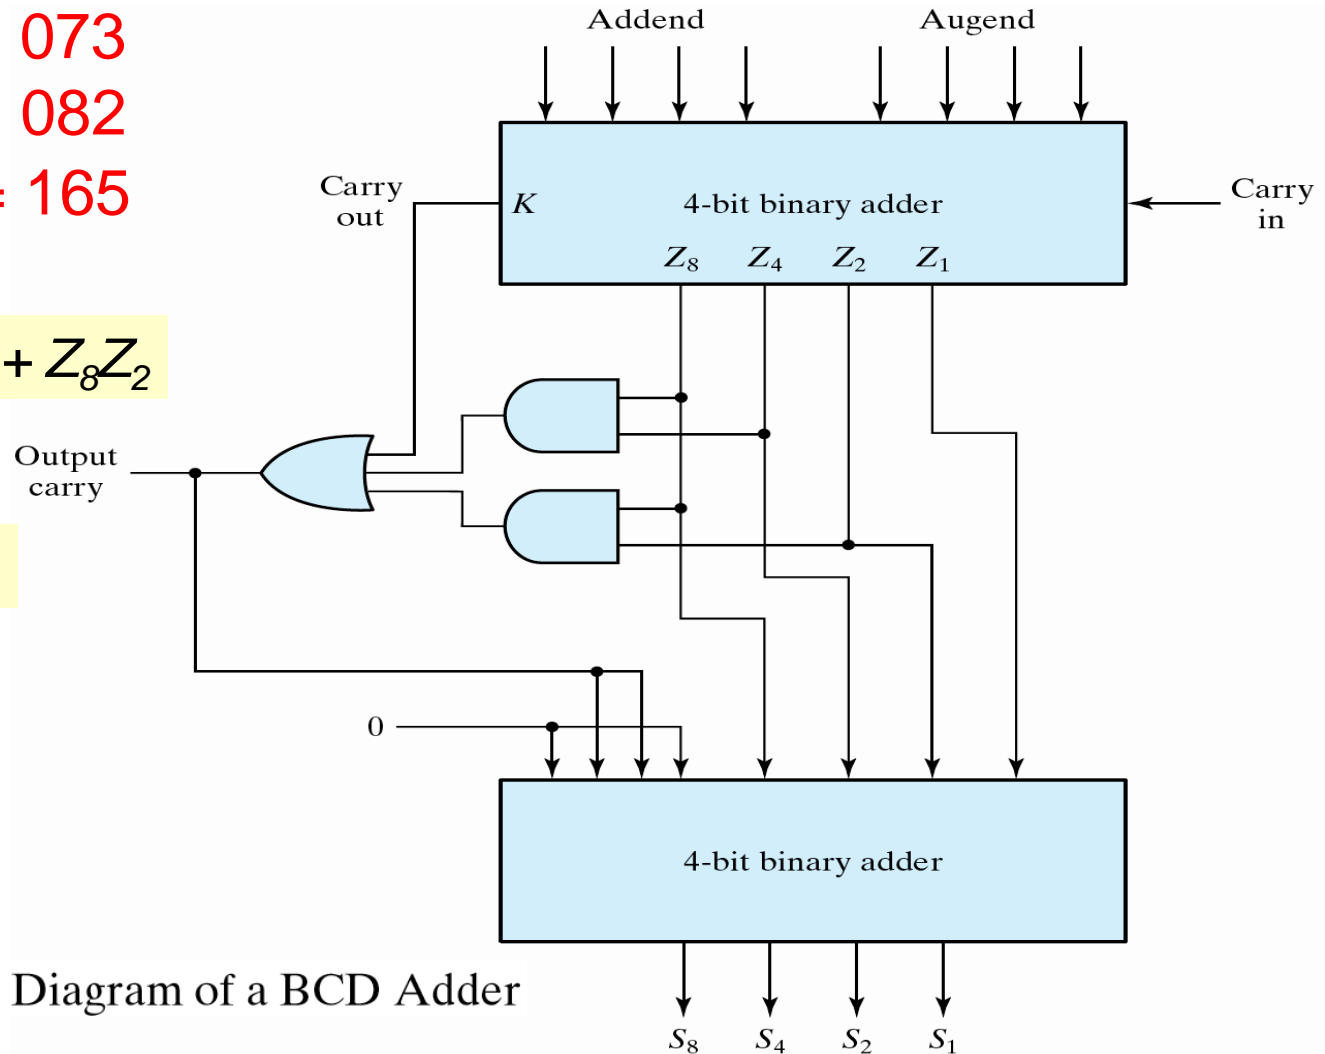 073
082
= 165
Addend
Augend
Carry
out
K
4-bit binary adder
Carry
in
Z8 Z4 Z2 Z1
+ Z8Z2
Output
carry
0
4-bit binary adder
Diagram of a BCD Adder
S8 S4 S2 S1